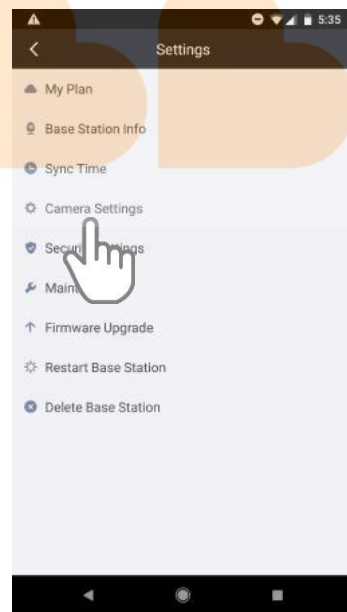 5:35
Settings
My Plan
Base Station Info
Sync Time
Camera Settings
Firmware Upgrade
Restart Base Station
Delete Base Station